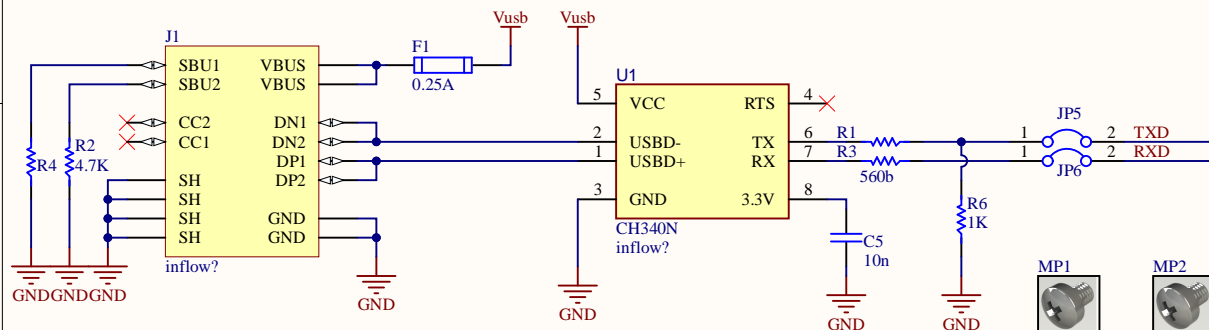 Vusb
Vusb
J1
F1
0.25A
SBU1
SBU2
VBUS
VBUS
CC2
CC1
DN1
DN2
DP1
DP2
R4
R2
4.7K
SH
SH
SH
SH
GND
GND
inflow?
GND
GND
GND
GND
U1
5
VCC
RTS
4
2
USBD-
TX
6
1
USBD+
RX
7
3
GND
3.3V
8
CH340N
inflow?
GND
R1
R3
560b
C5
10n
GND
R6
1K
GND
JP5
1
2
TXD
1
2
RXD
JP6
MP1
MP2